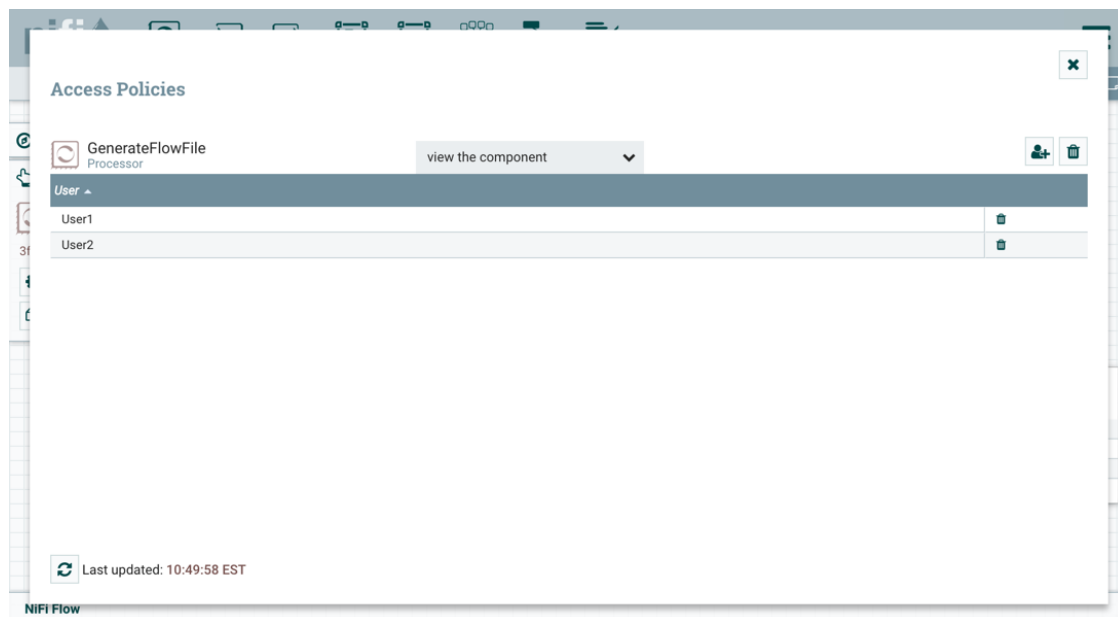 Access Policies
GenerateFlowFile
Processor
view the component
User
User1
User2
Last updated: 10:49:58 EST
NiFi Flow